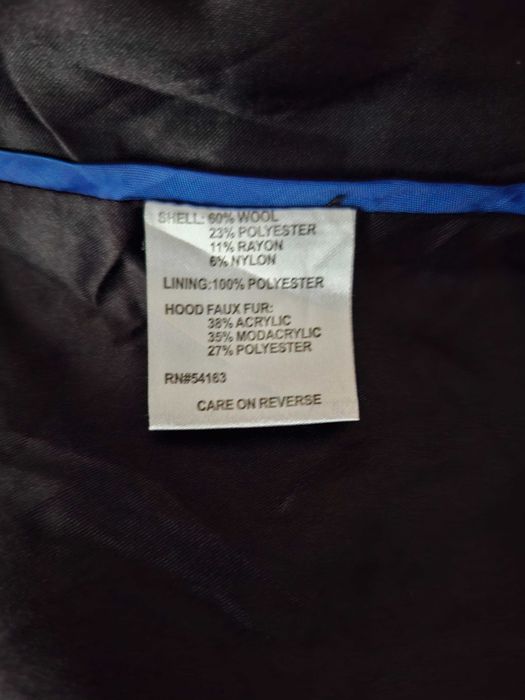 SHELL: 60% WOOL
23% POLYESTER
11% RAYON
6% NYLON
LINING:100% POLYESTER
HOOD FAUX FUR:
38% ACRYLIC
35% MODACRYLIC
27% POLYESTER
RN#54163
CARE ON REVERSE